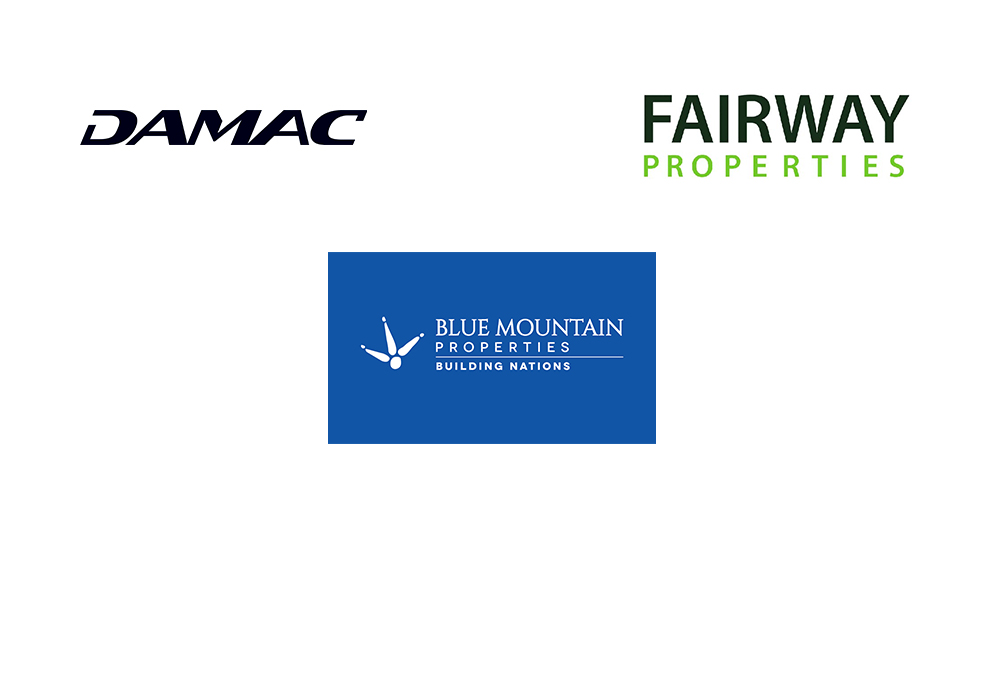 DAMAC
FAIRWAY
PROPERTIES
BLUE MOUNTAIN
PROPERTIES
BUILDING NATIONS